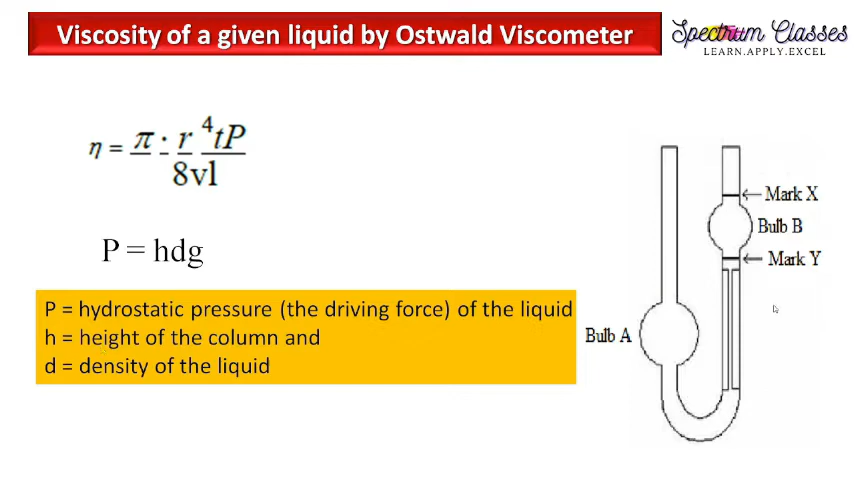 Viscosity of a given liquid by Ostwald Viscometer
Spectrum Classes
LEARN.APPLY.EXCEL
η = π · r⁴tP / 8vl
P = hdg
P = hydrostatic pressure (the driving force) of the liquid
h = height of the column and
d = density of the liquid
Mark X
Bulb B
Mark Y
Bulb A